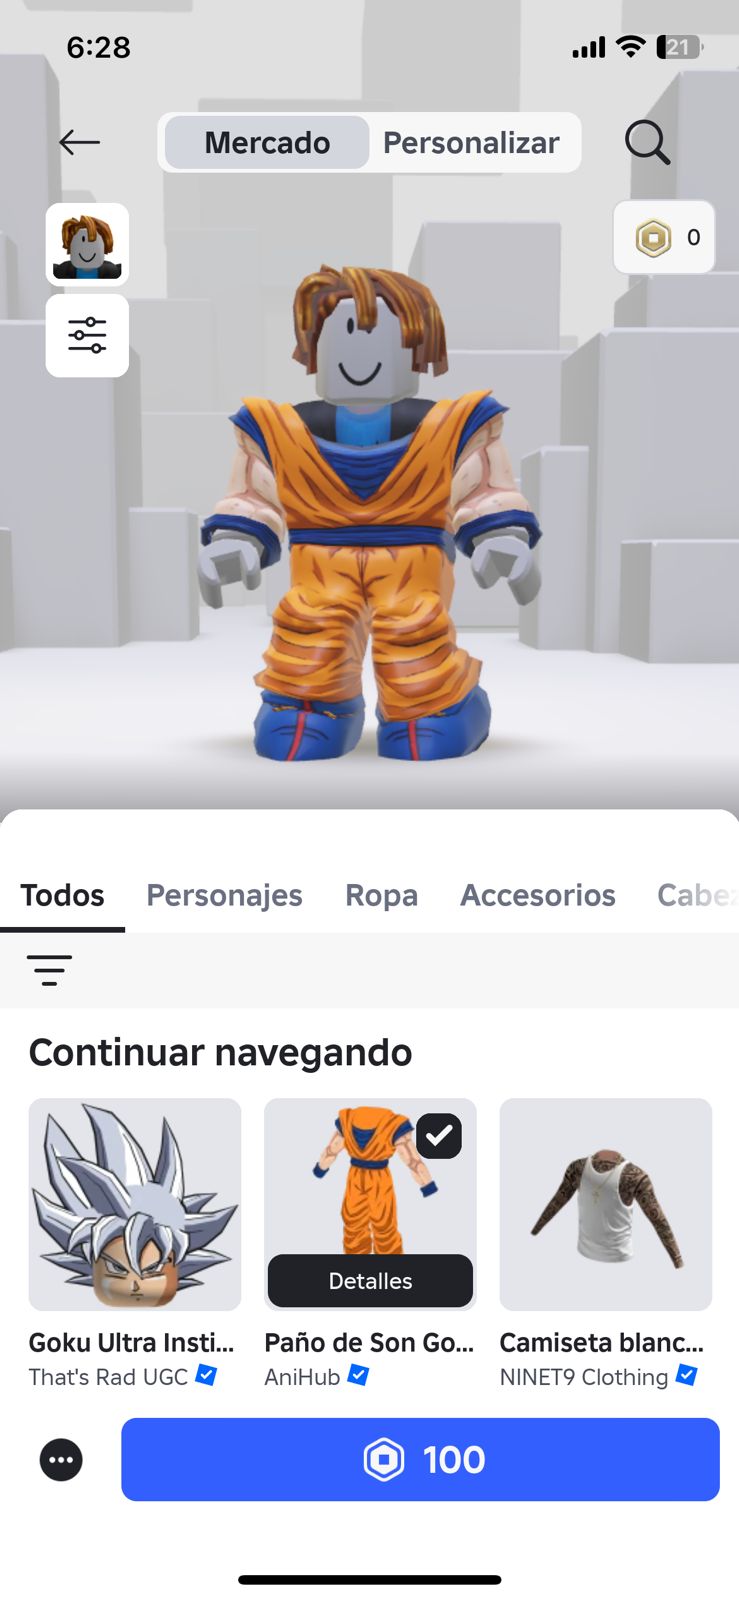 6:28
21
Mercado
Personalizar
0
Todos
Personajes
Ropa
Accesorios
Cabez
Continuar navegando
Detalles
Goku Ultra Insti...
Paño de Son Go...
Camiseta blanc...
That's Rad UGC
AniHub
NINET9 Clothing
100